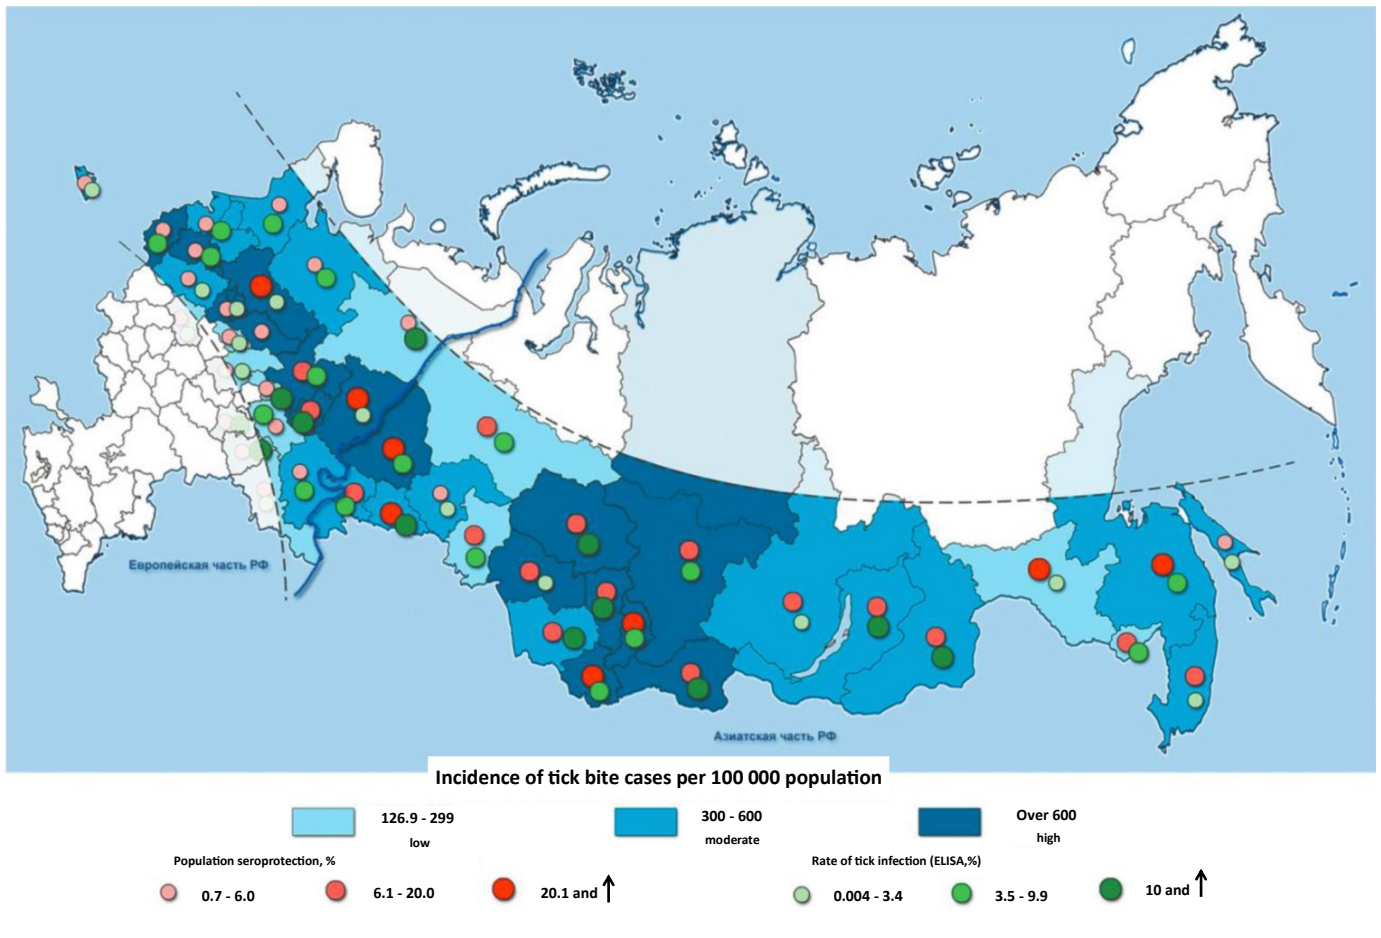 Европейская часть РФ
Азиатская часть РФ
Incidence of tick bite cases per 100 000 population
126.9 - 299
low
300 - 600
moderate
Over 600
high
Population seroprotection, %
Rate of tick infection (ELISA,%)
0.7 - 6.0
6.1 - 20.0
20.1 and ↑
0.004 - 3.4
3.5 - 9.9
10 and ↑